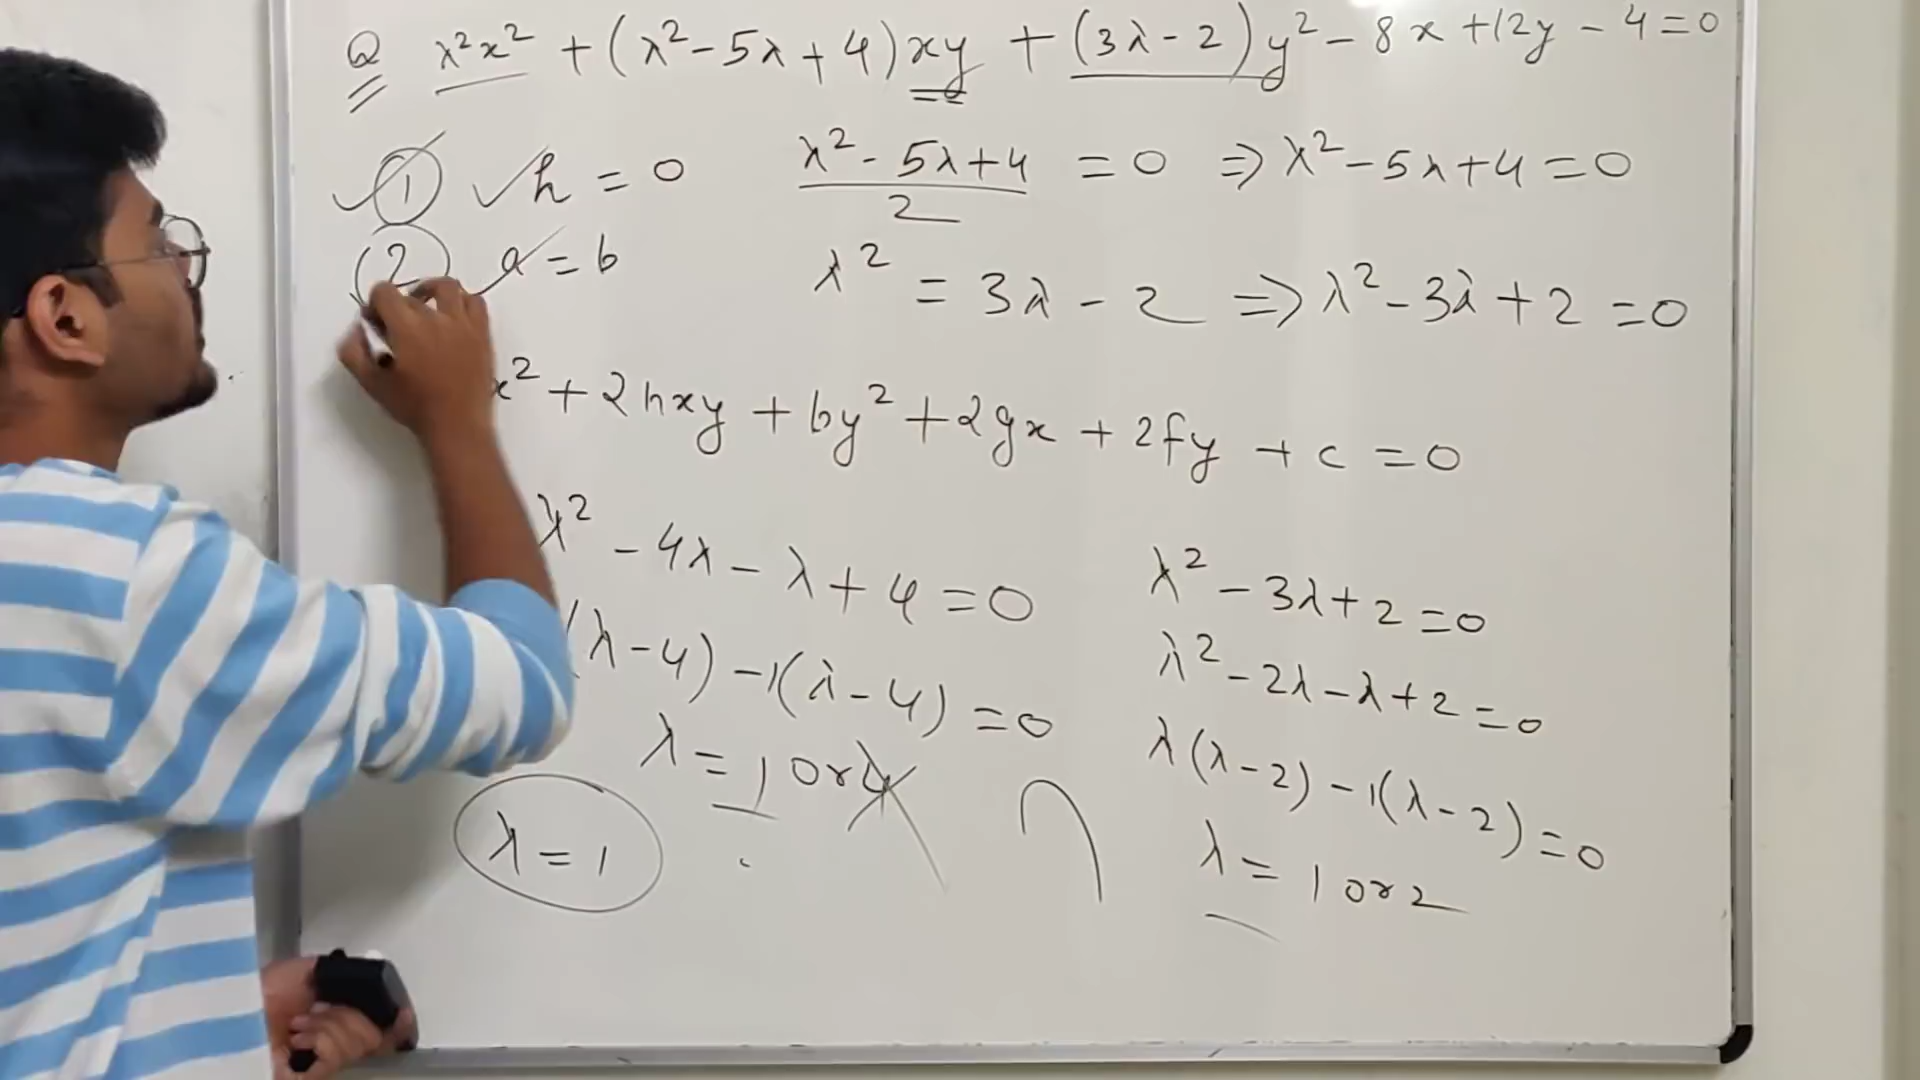 Q λ²x² + (λ²-5λ+4)xy + (3λ-2)y² - 8x + 12y - 4 = 0
① h = 0 λ² - 5λ + 4 / 2 = 0 ⇒ λ² - 5λ + 4 = 0
② a = b λ² = 3λ - 2 ⇒ λ² - 3λ + 2 = 0
x² + 2hxy + by² + 2gx + 2fy + c = 0
λ² - 4λ - λ + 4 = 0
(λ-4) - 1(λ-4) = 0
λ = 1 or 4
λ = 1
λ² - 3λ + 2 = 0
λ² - 2λ - λ + 2 = 0
λ(λ-2) - 1(λ-2) = 0
λ = 1 or 2